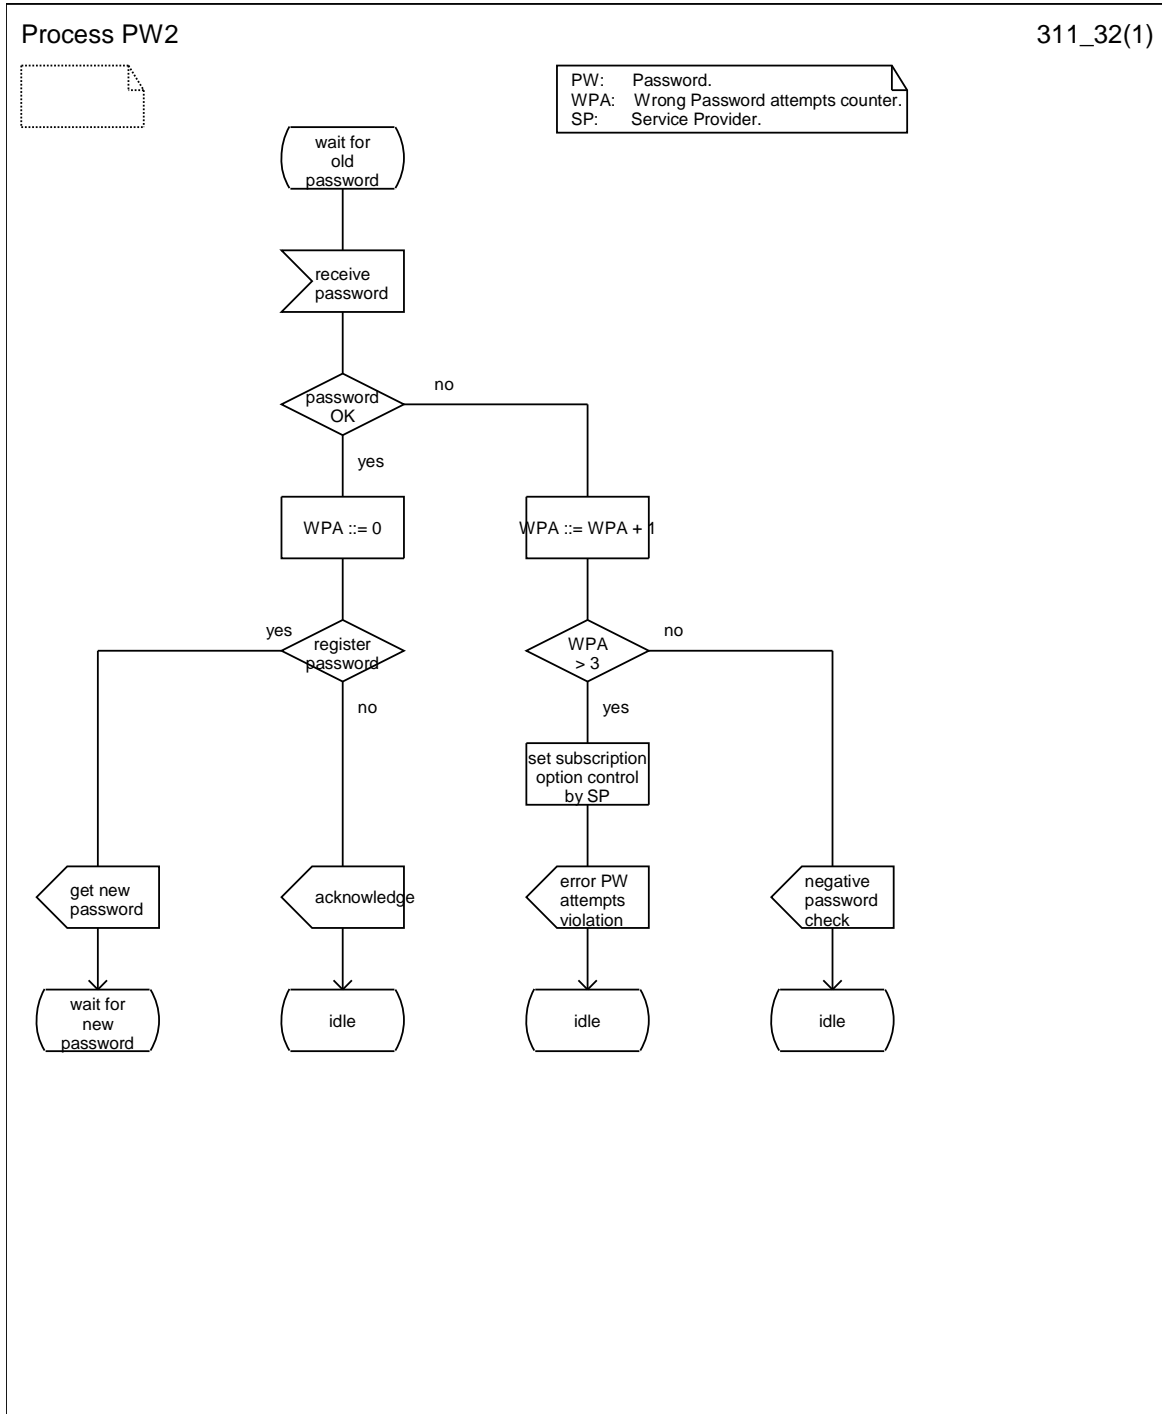 Process PW2
311_32(1)
PW: Password.
WPA: Wrong Password attempts counter.
SP: Service Provider.
wait for
old
password
receive
password
password
OK
no
yes
WPA ::= 0
WPA ::= WPA + 1
yes
register
password
no
WPA
> 3
no
yes
set subscription
option control
by SP
get new
password
acknowledge
error PW
attempts
violation
negative
password
check
wait for
new
password
idle
idle
idle